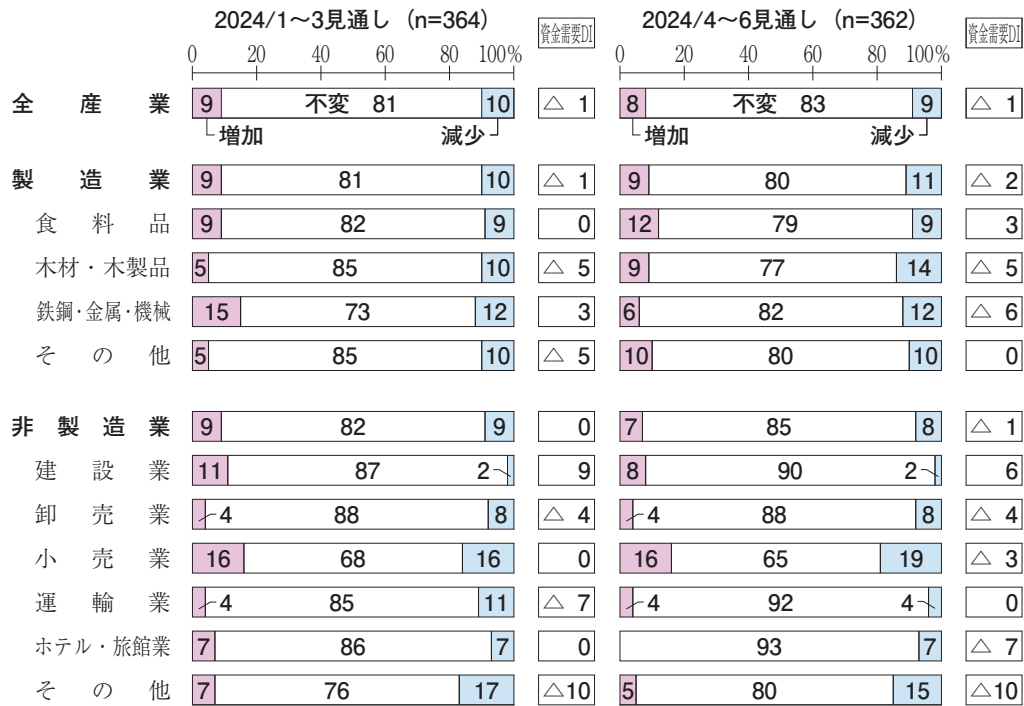 2024/1～3見通し (n=364) 資金需要DI 2024/4～6見通し (n=362) 資金需要DI
0 20 40 60 80 100% 0 20 40 60 80 100%
全産業 9 不変 81 10 △ 1 8 不変 83 9 △ 1
増加 減少 増加 減少
製造業 9 81 10 △ 1 9 80 11 △ 2
食料品 9 82 9 0 12 79 9 3
木材・木製品 5 85 10 △ 5 9 77 14 △ 5
鉄鋼・金属・機械 15 73 12 3 6 82 12 △ 6
その他 5 85 10 △ 5 10 80 10 0
非製造業 9 82 9 0 7 85 8 △ 1
建設業 11 87 2 9 8 90 2 6
卸売業 4 88 8 △ 4 4 88 8 △ 4
小売業 16 68 16 0 16 65 19 △ 3
運輸業 4 85 11 △ 7 4 92 4 0
ホテル・旅館業 7 86 7 0 93 7 △ 7
その他 7 76 17 △10 5 80 15 △10